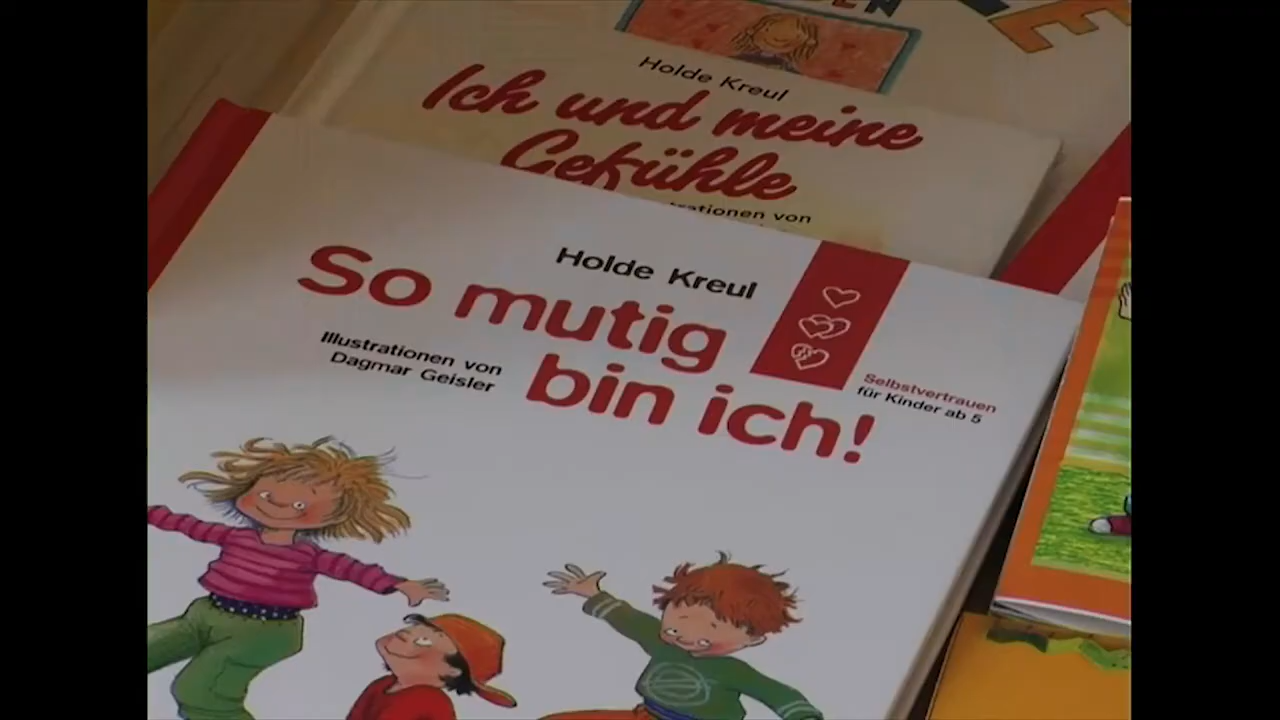 Holde Kreul
Ich und meine
Gefühle
von
Holde Kreul
So mutig
bin ich!
Illustrationen von
Dagmar Geisler
Selbstvertrauen
für Kinder ab 5